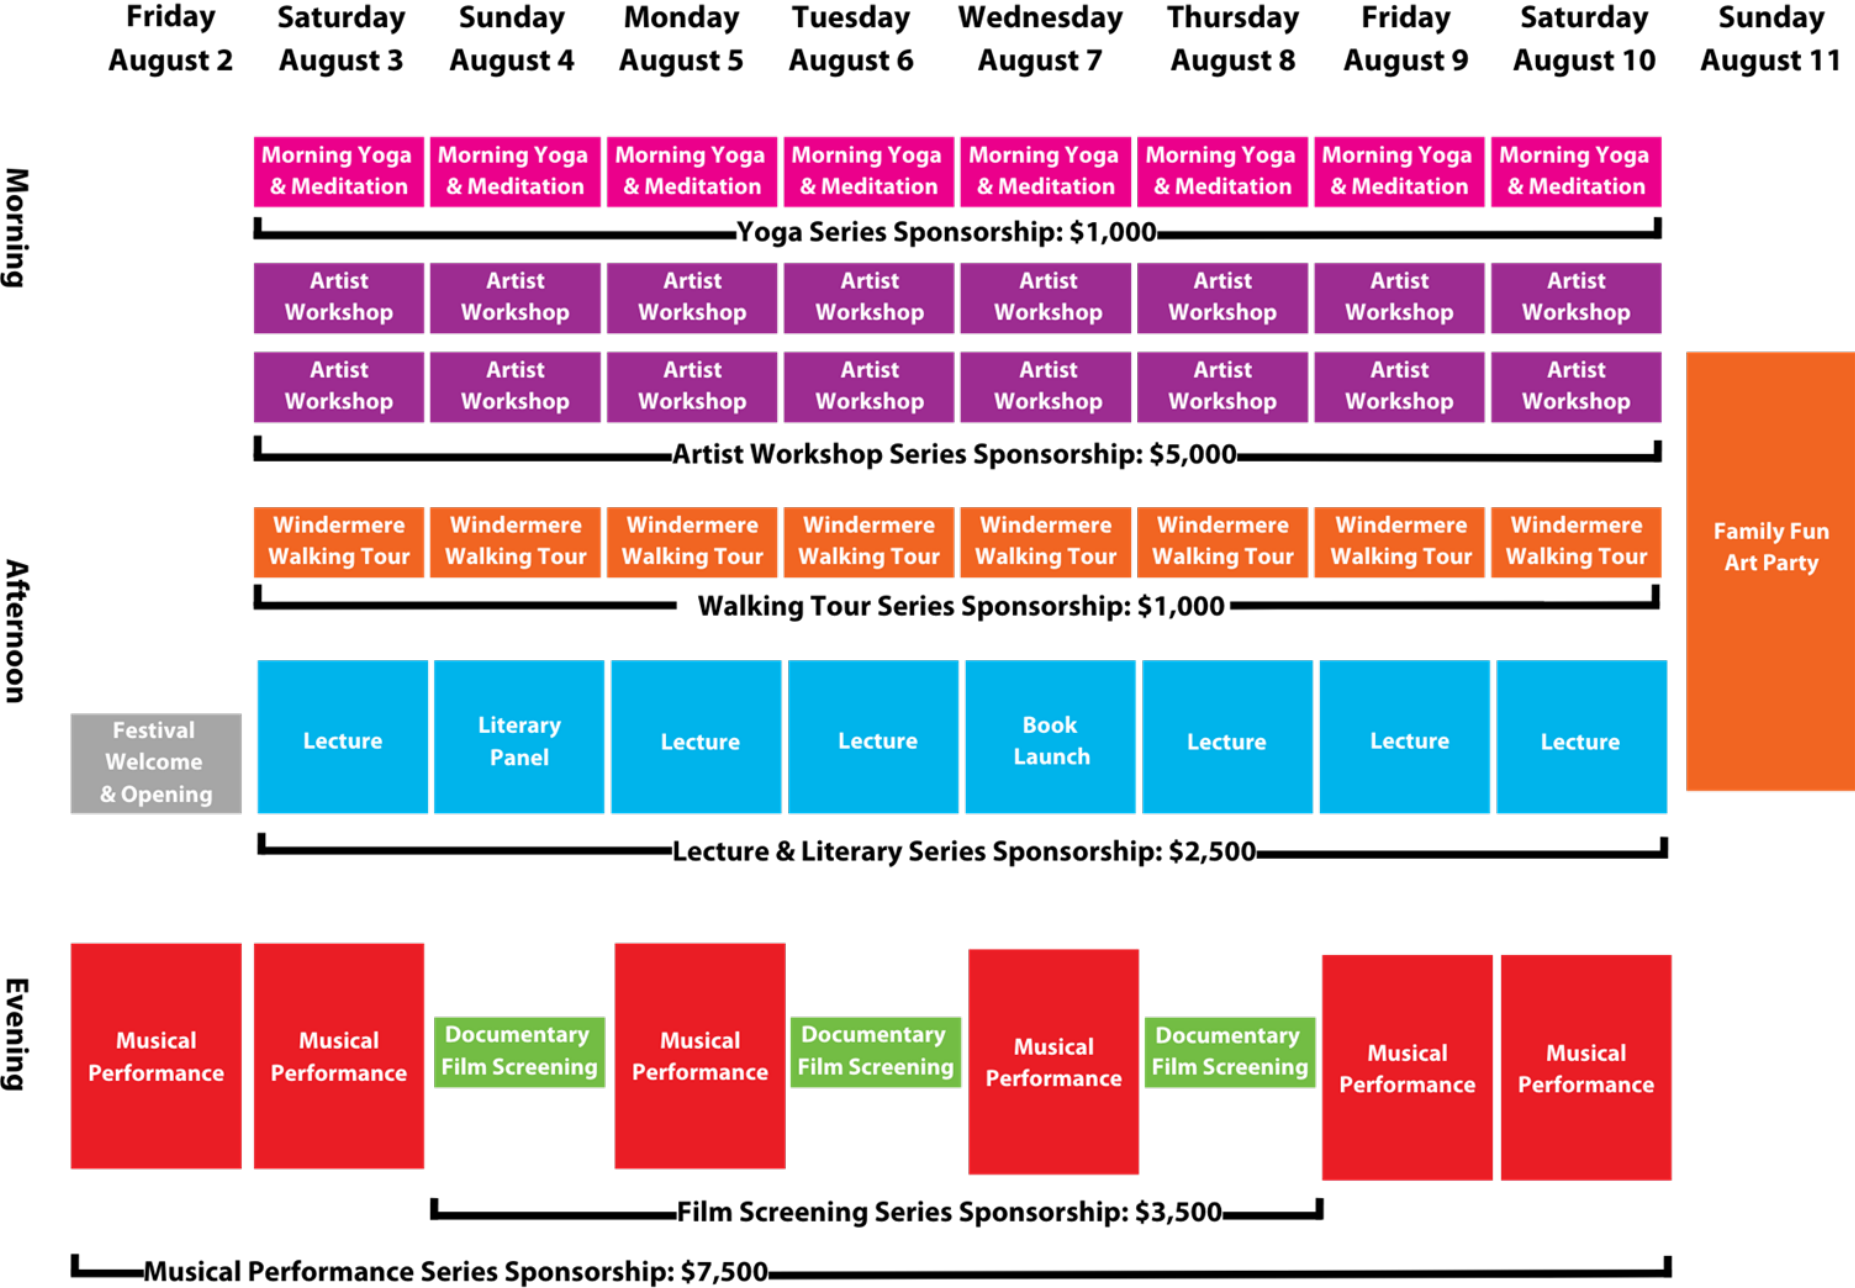 Friday Saturday Sunday Monday Tuesday Wednesday Thursday Friday Saturday Sunday
August 2 August 3 August 4 August 5 August 6 August 7 August 8 August 9 August 10 August 11
Morning
Morning Yoga Morning Yoga Morning Yoga Morning Yoga Morning Yoga Morning Yoga Morning Yoga Morning Yoga
& Meditation & Meditation & Meditation & Meditation & Meditation & Meditation & Meditation & Meditation
Yoga Series Sponsorship: $1,000
Artist Artist Artist Artist Artist Artist Artist Artist
Workshop Workshop Workshop Workshop Workshop Workshop Workshop Workshop
Artist Artist Artist Artist Artist Artist Artist Artist
Workshop Workshop Workshop Workshop Workshop Workshop Workshop Workshop
Artist Workshop Series Sponsorship: $5,000
Afternoon
Windermere Windermere Windermere Windermere Windermere Windermere Windermere Windermere
Walking Tour Walking Tour Walking Tour Walking Tour Walking Tour Walking Tour Walking Tour Walking Tour
Family Fun
Art Party
Walking Tour Series Sponsorship: $1,000
Festival
Welcome
& Opening
Lecture
Literary
Panel
Lecture
Lecture
Book
Launch
Lecture
Lecture
Lecture
Lecture & Literary Series Sponsorship: $2,500
Evening
Musical
Performance
Musical
Performance
Documentary
Film Screening
Musical
Performance
Documentary
Film Screening
Musical
Performance
Documentary
Film Screening
Musical
Performance
Musical
Performance
Film Screening Series Sponsorship: $3,500
Musical Performance Series Sponsorship: $7,500